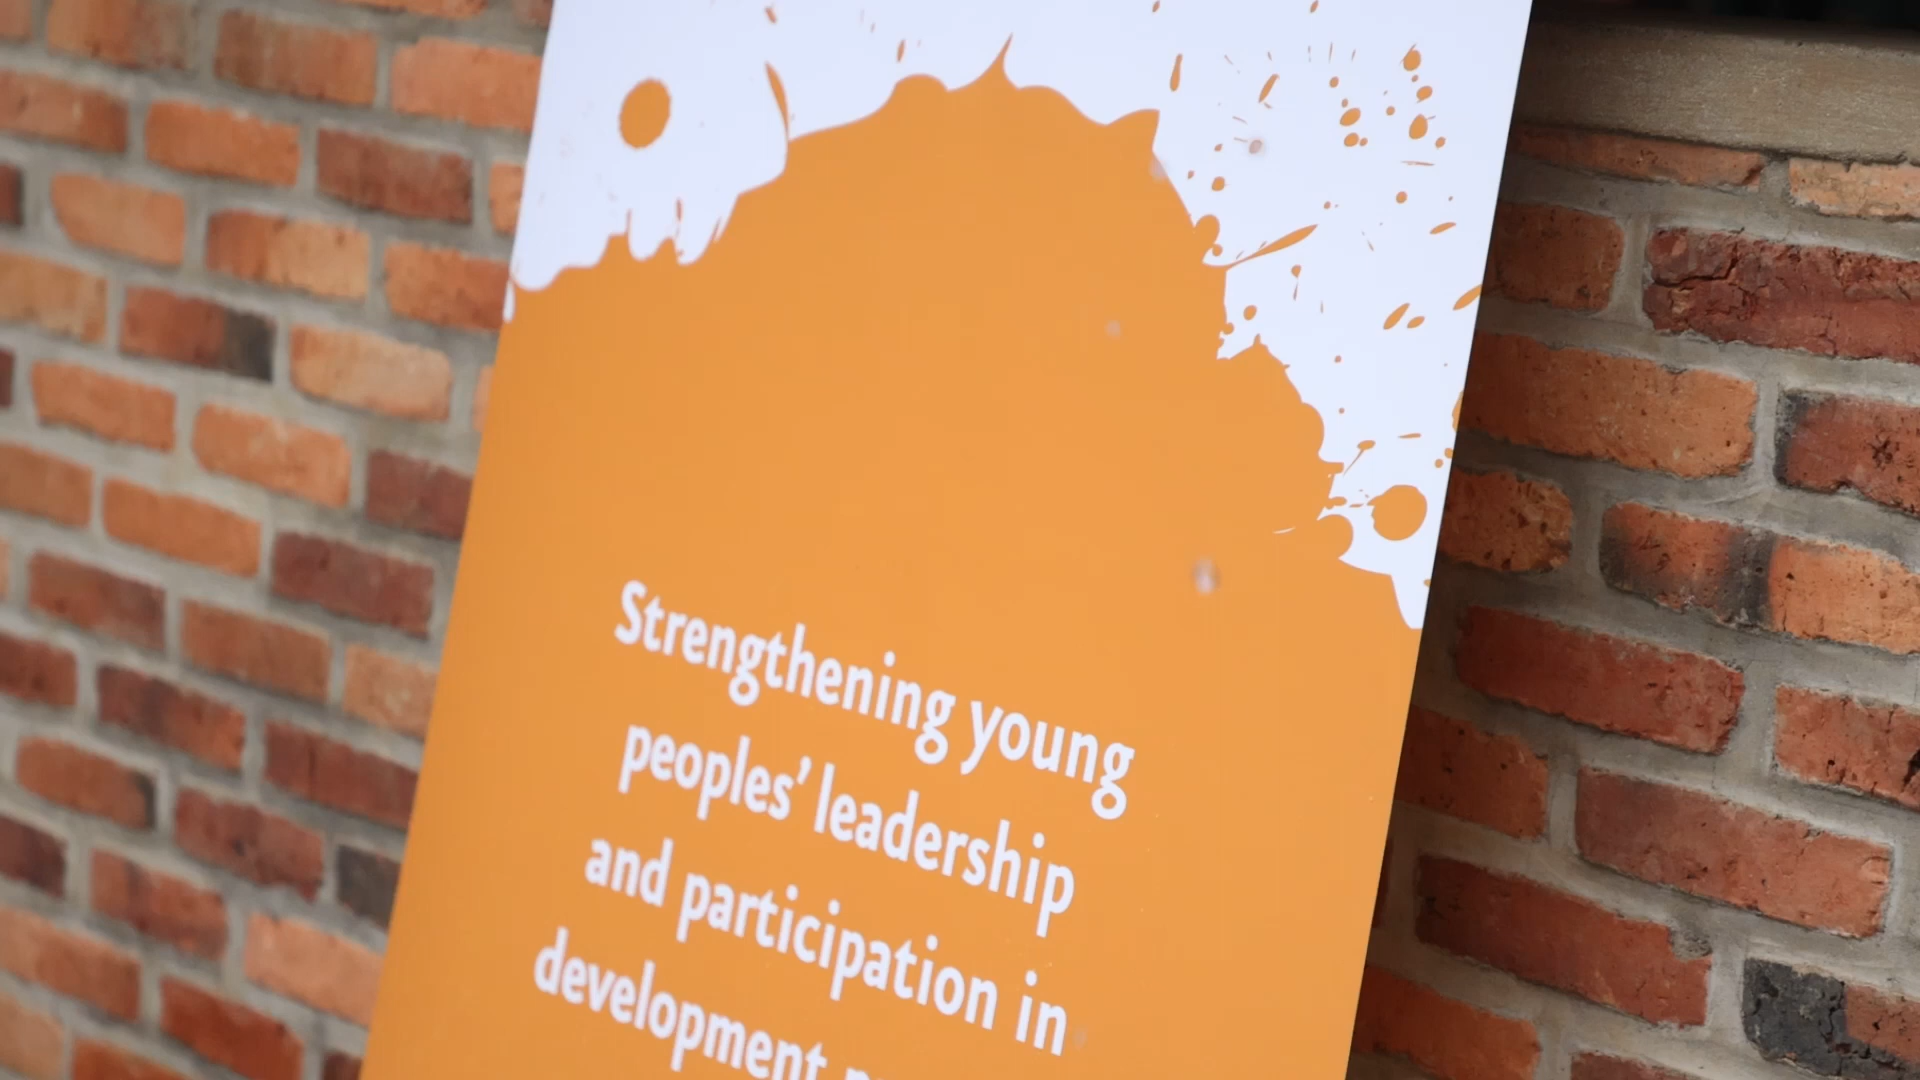 Strengthening young
peoples’ leadership
and participation in
development